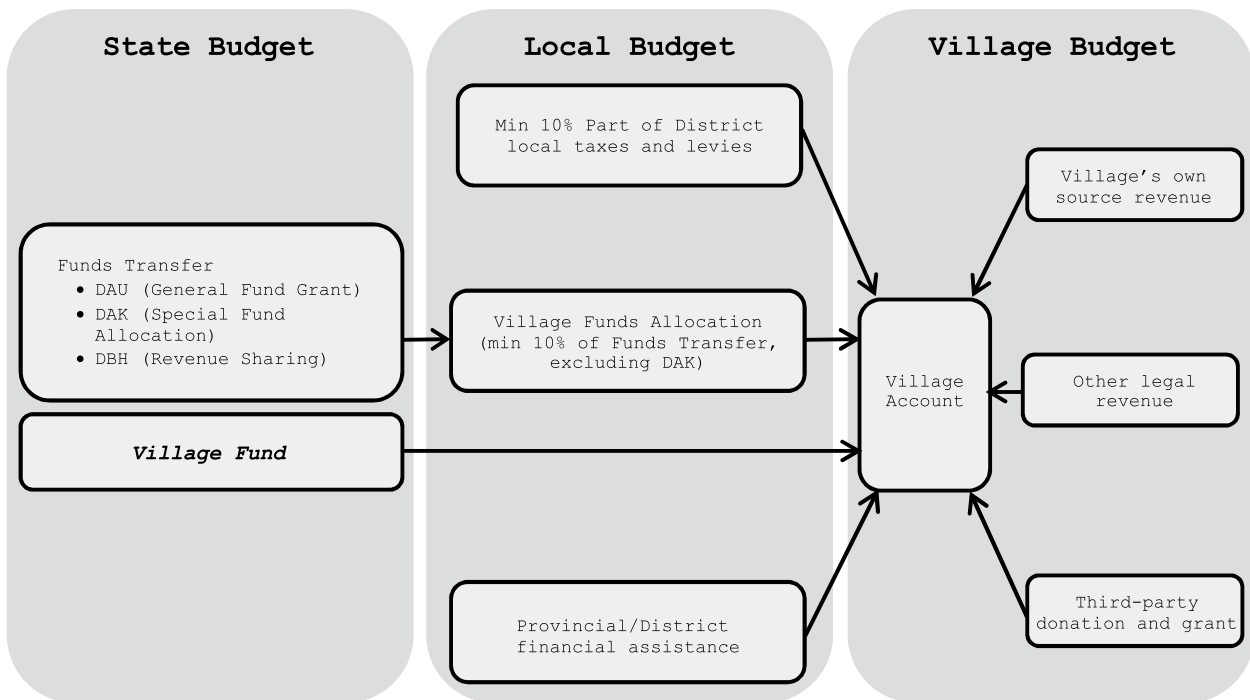 State Budget
Funds Transfer
• DAU (General Fund Grant)
• DAK (Special Fund
Allocation)
• DBH (Revenue Sharing)
Village Fund
Local Budget
Min 10% Part of District
local taxes and levies
Village Funds Allocation
(min 10% of Funds Transfer,
excluding DAK)
Provincial/District
financial assistance
Village Budget
Village’s own
source revenue
Village
Account
Other legal
revenue
Third-party
donation and grant